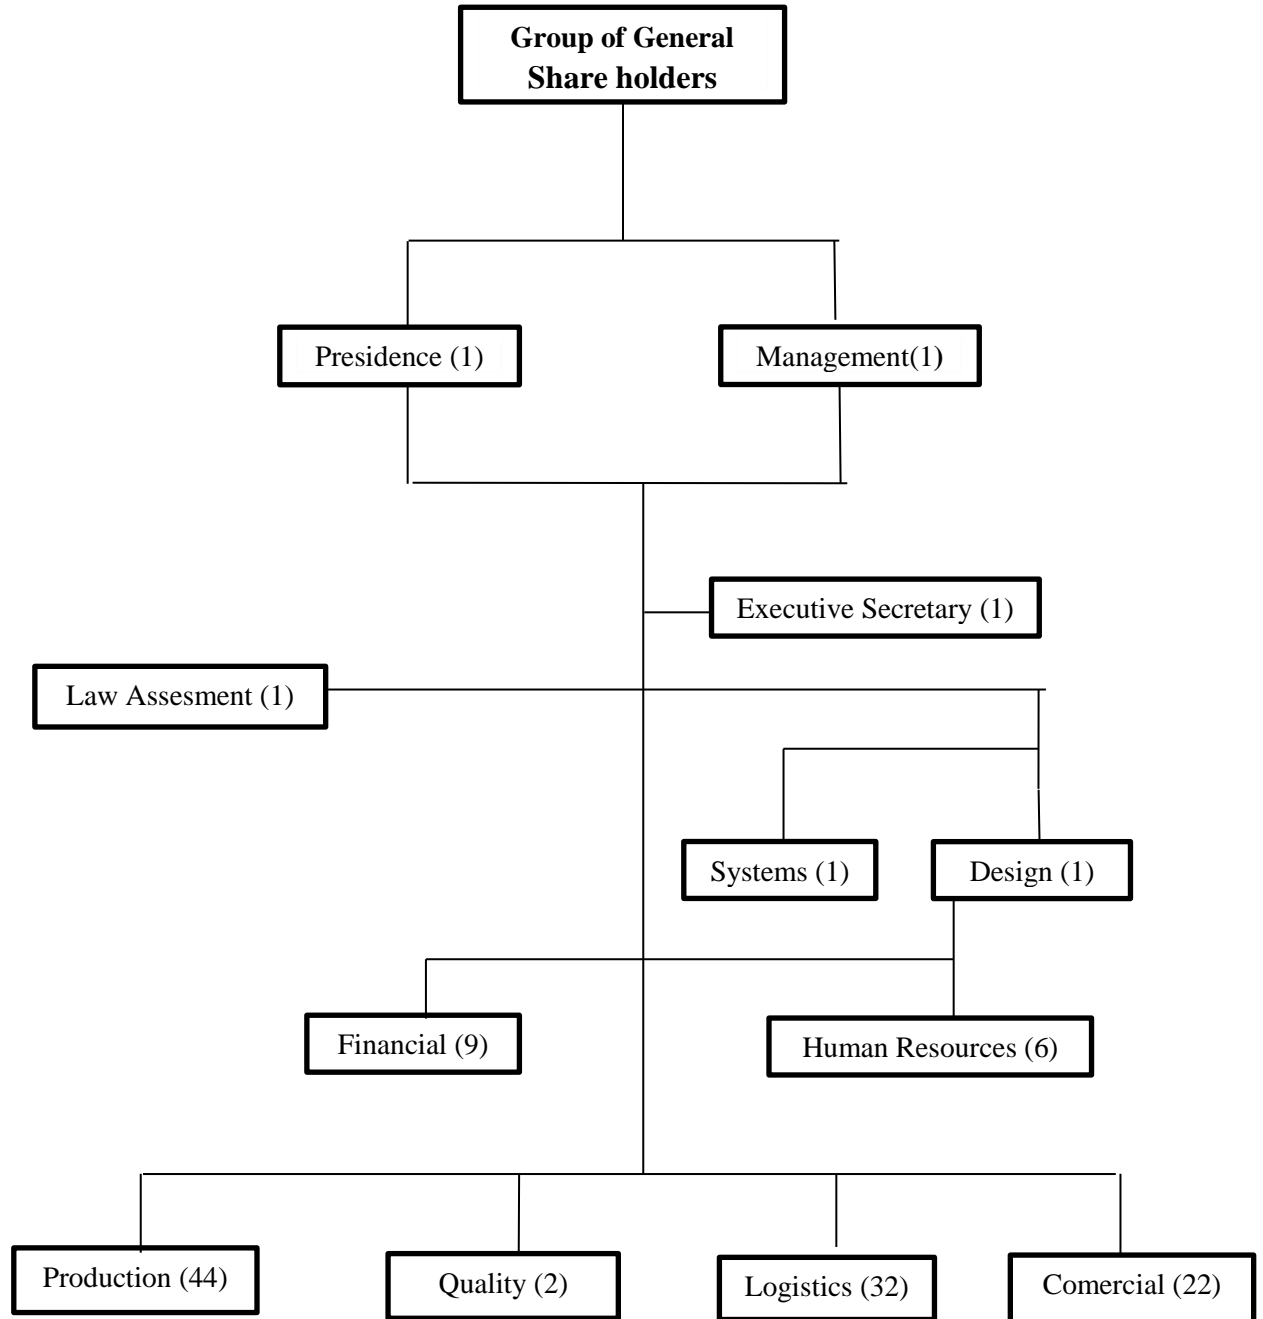 Group of General
Share holders
Presidence (1)
Management(1)
Executive Secretary (1)
Law Assesment (1)
Systems (1)
Design (1)
Financial (9)
Human Resources (6)
Production (44)
Quality (2)
Logistics (32)
Comercial (22)